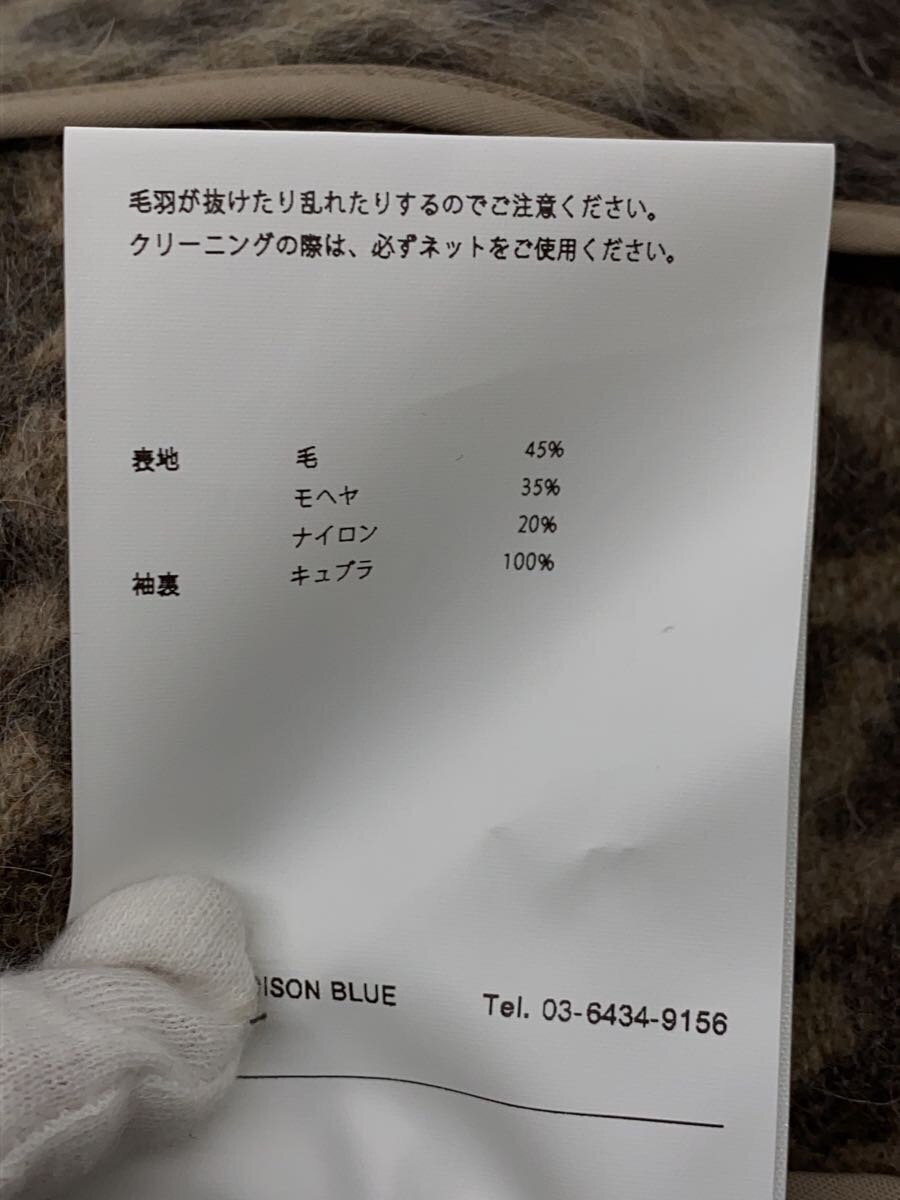 毛羽が抜けたり乱れたりするのでご注意ください。
クリーニングの際は、必ずネットをご使用ください。
表地 毛 45%
モヘヤ 35%
ナイロン 20%
袖裏 キュプラ 100%
ISON BLUE Tel. 03-6434-9156